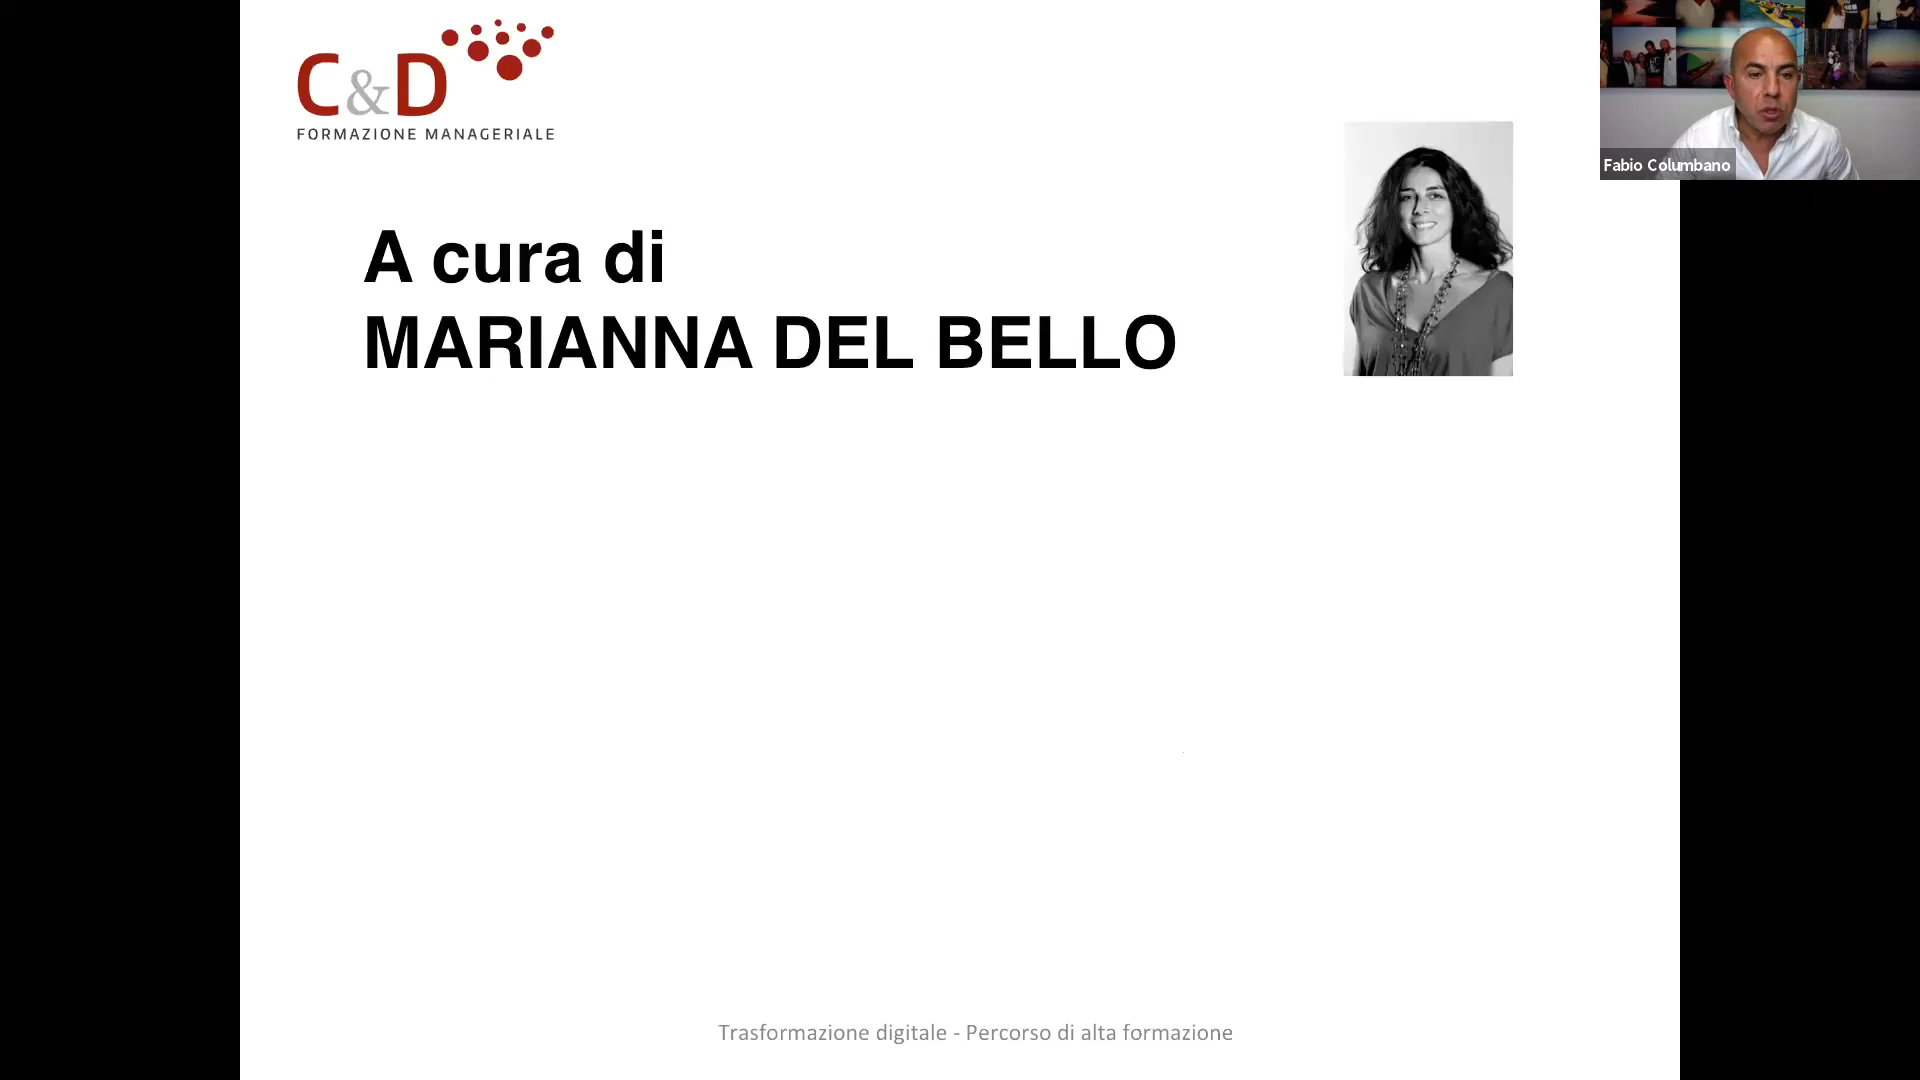 C&D
FORMAZIONE MANAGERIALE
Fabio Columbano
A cura di
MARIANNA DEL BELLO
Trasformazione digitale - Percorso di alta formazione